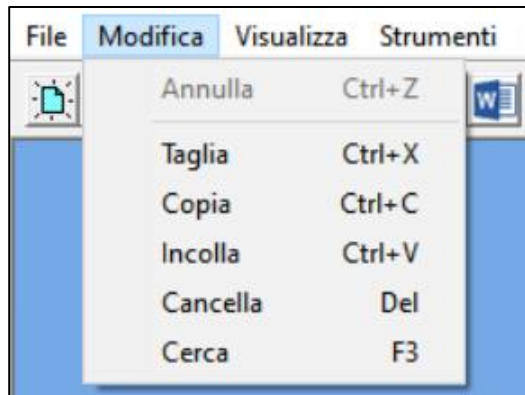 File Modifica Visualizza Strumenti
Annulla Ctrl+Z
W
Taglia Ctrl+X
Copia Ctrl+C
Incolla Ctrl+V
Cancella Del
Cerca F3